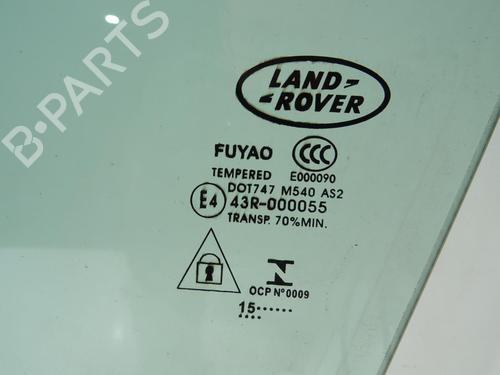 B-PARTS
LAND
ROVER
FUYAO CCC
TEMPERED E000090
DOT747 M540 AS2
E4 43R-000055
TRANSP. 70%MIN.
OCP Nº0009
15.......
....